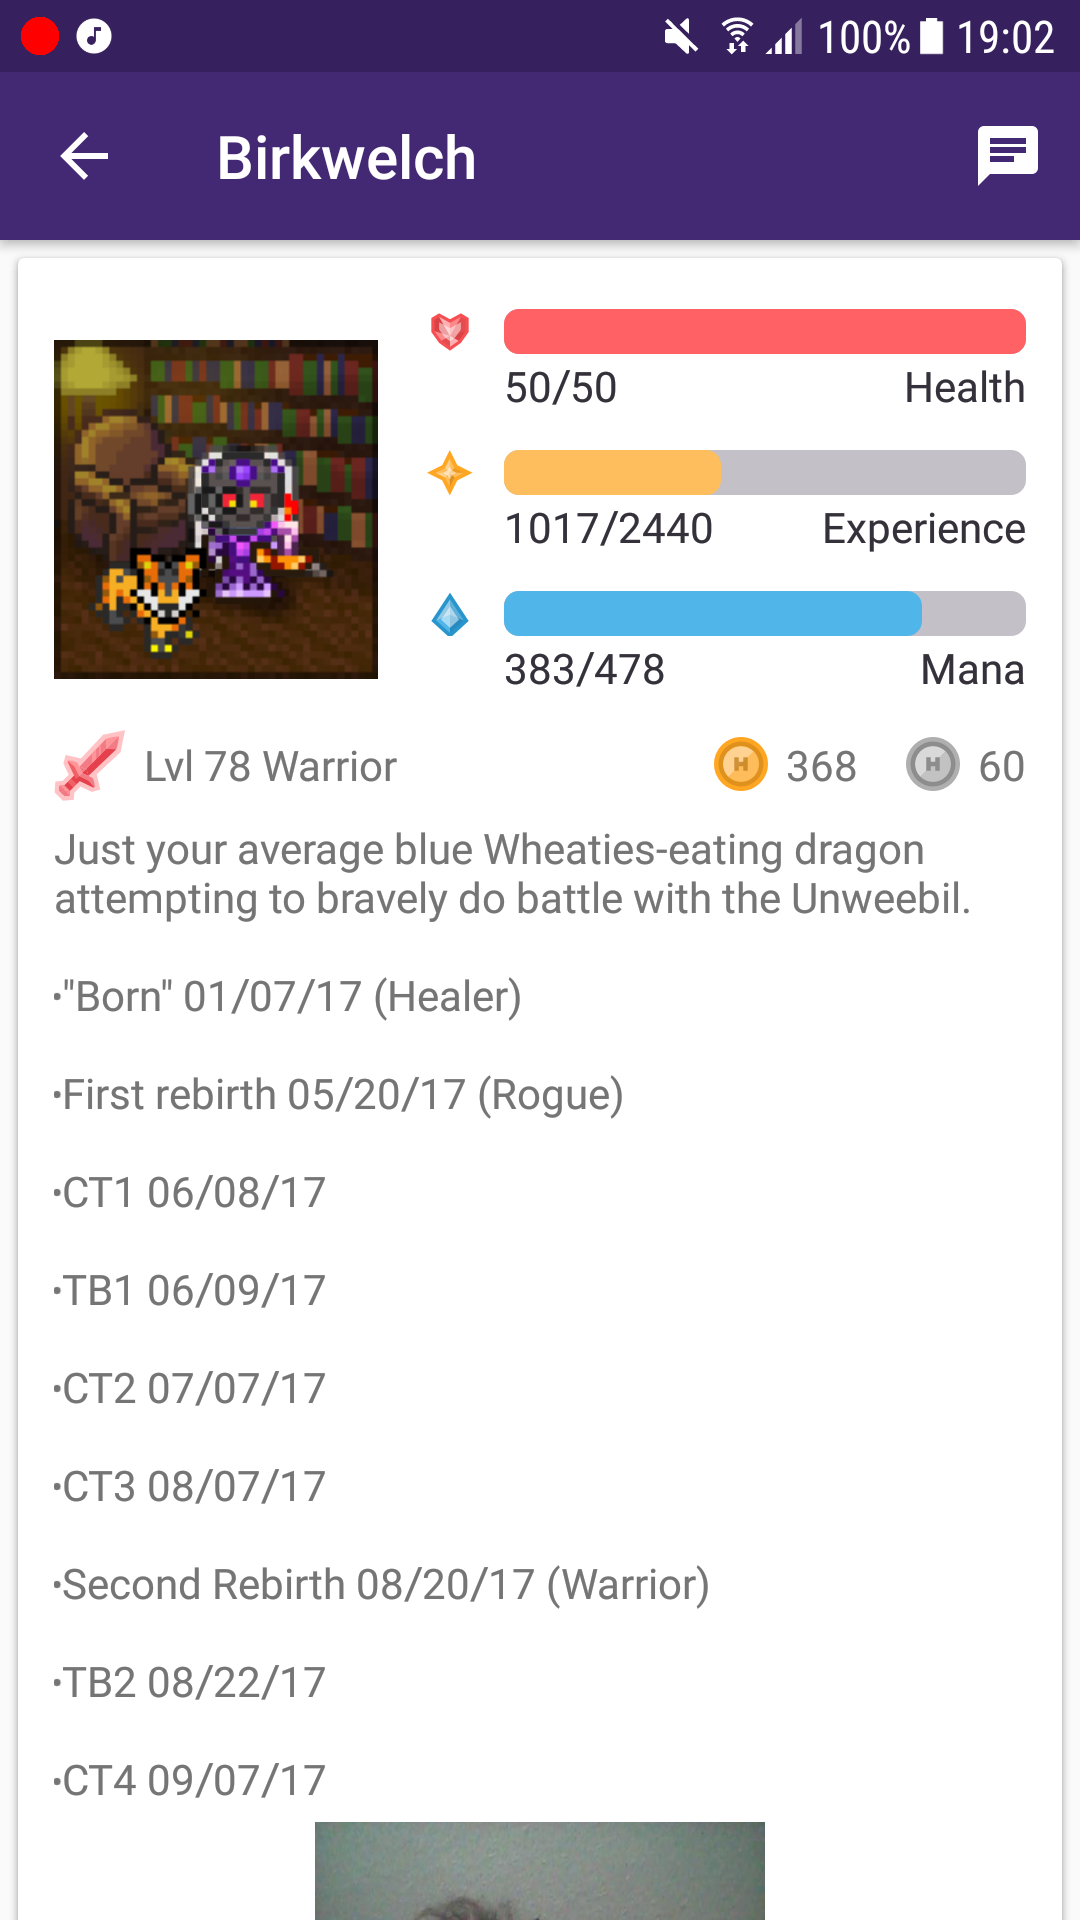 100% 19:02
Birkwelch
50/50 Health
1017/2440 Experience
383/478 Mana
Lvl 78 Warrior H 368 H 60
Just your average blue Wheaties-eating dragon
attempting to bravely do battle with the Unweebil.
•"Born" 01/07/17 (Healer)
•First rebirth 05/20/17 (Rogue)
•CT1 06/08/17
•TB1 06/09/17
•CT2 07/07/17
•CT3 08/07/17
•Second Rebirth 08/20/17 (Warrior)
•TB2 08/22/17
•CT4 09/07/17